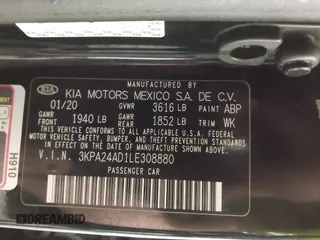 MANUFACTURED BY
KIA KIA MOTORS MEXICO S.A. DE C.V.
01/20 GVWR 3616 LB PAINT ABP
GAWR FRONT 1940 LB GAWR REAR 1852 LB TRIM WK
THIS VEHICLE CONFORMS TO ALL APPLICABLE FEDERAL MOTOR VEHICLE SAFETY, BUMPER, AND THEFT PREVENTION STANDARDS IN EFFECT ON THE DATE OF MANUFACTURE SHOWN ABOVE.
V.I.N. 3KPA24AD1LE308880
PASSENGER CAR
H910
DREAMBID